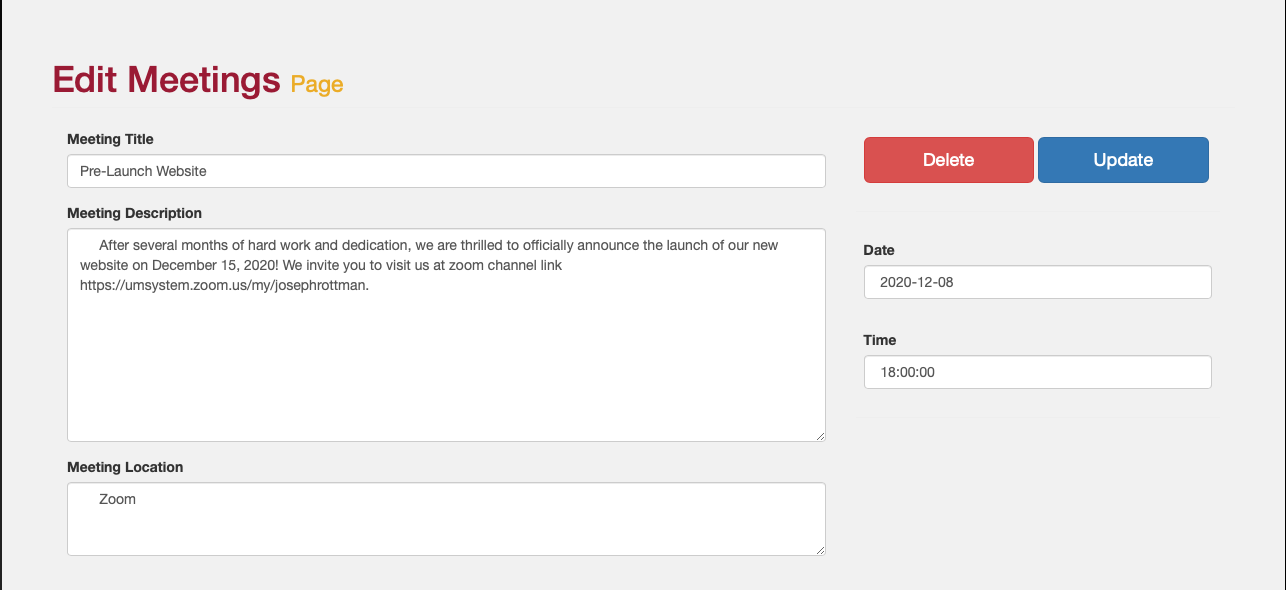 Edit Meetings Page
Meeting Title
Pre-Launch Website
Meeting Description
After several months of hard work and dedication, we are thrilled to officially announce the launch of our new
website on December 15, 2020! We invite you to visit us at zoom channel link
https://umsystem.zoom.us/my/josephrottman.
Meeting Location
Zoom
Delete Update
Date
2020-12-08
Time
18:00:00